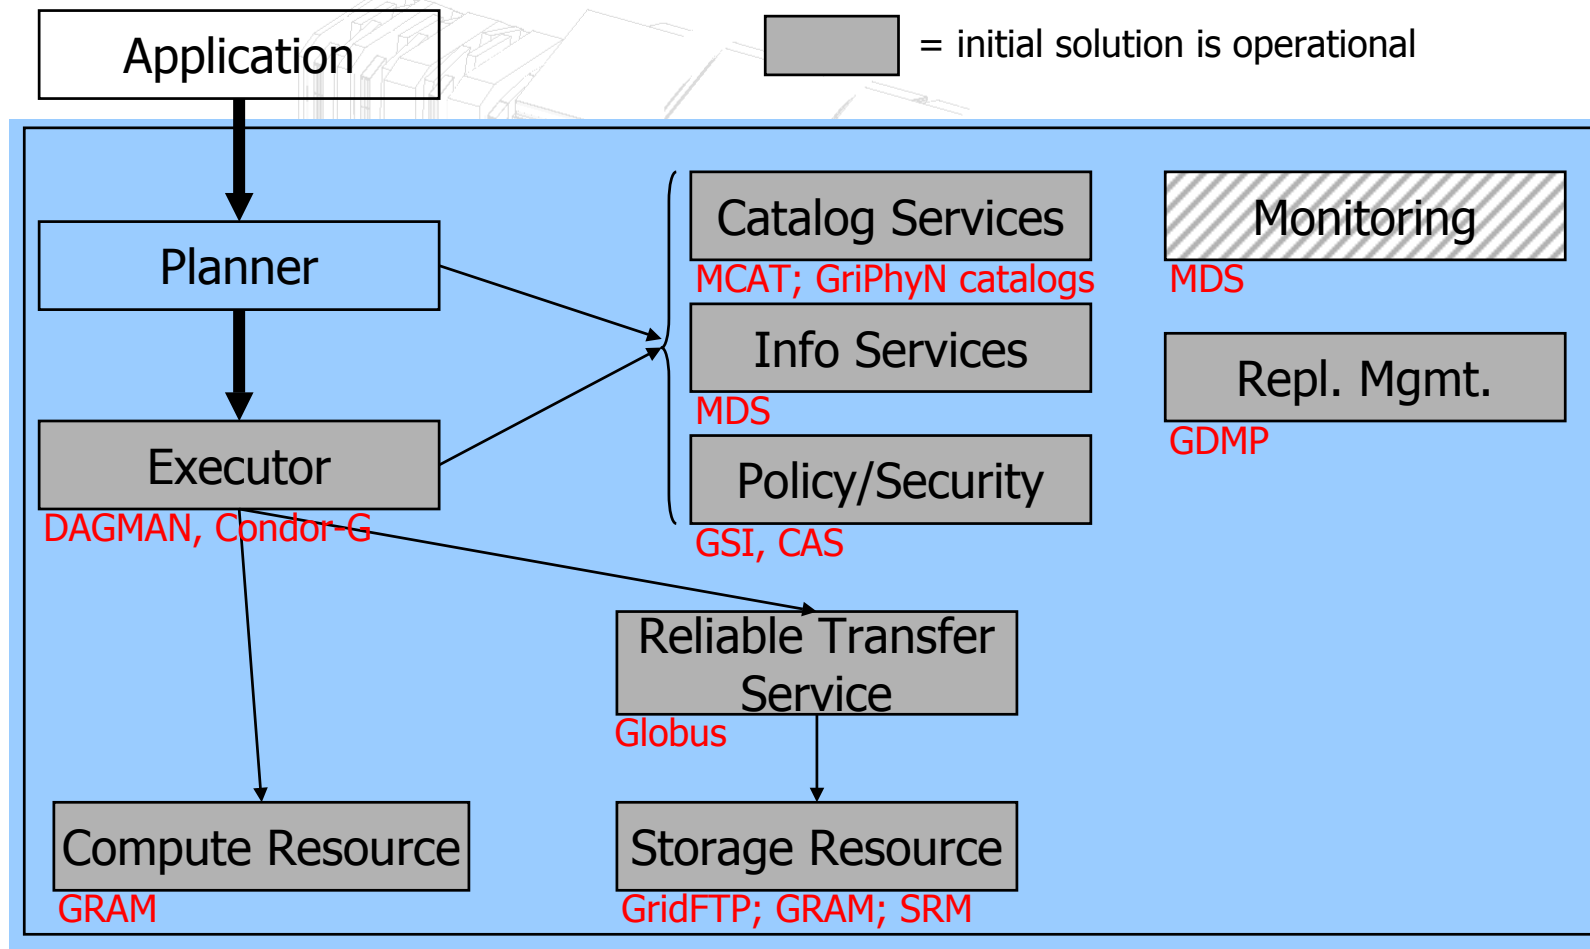 Application
= initial solution is operational
Planner
Catalog Services
MCAT; GriPhyN catalogs
Monitoring
MDS
Info Services
MDS
Repl. Mgmt.
GDMP
Executor
DAGMAN, Condor-G
Policy/Security
GSI, CAS
Reliable Transfer
Service
Globus
Compute Resource
GRAM
Storage Resource
GridFTP; GRAM; SRM